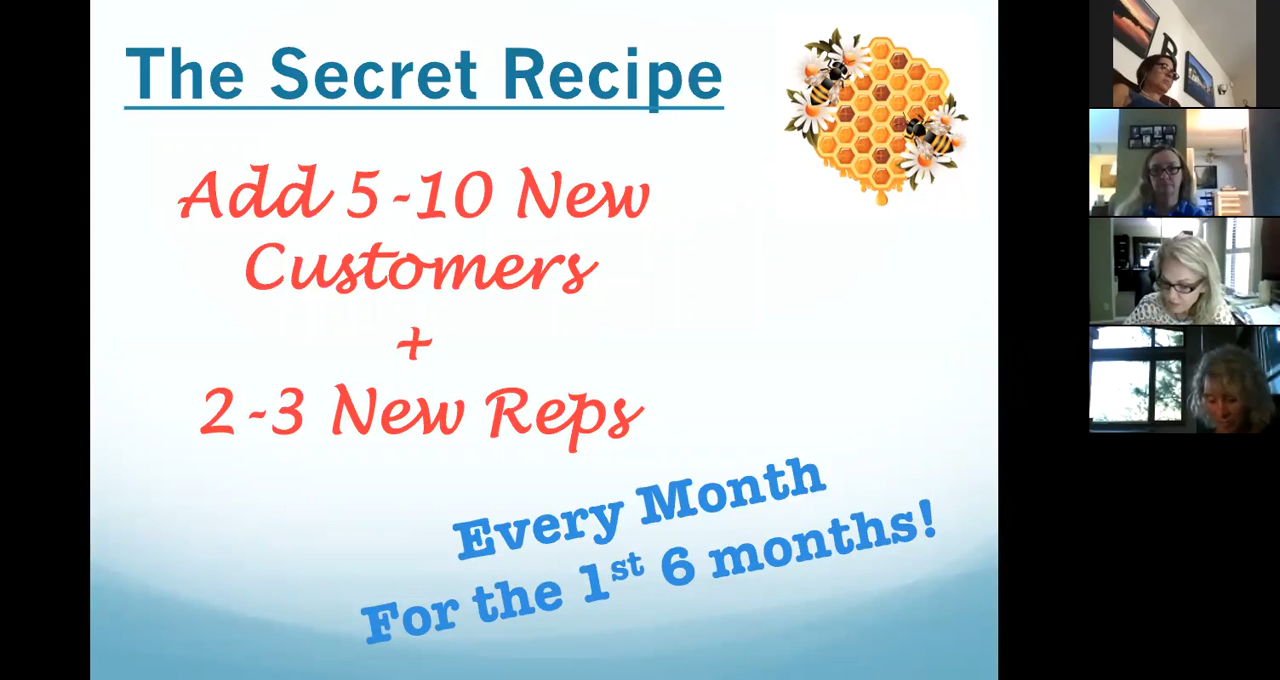 The Secret Recipe
Add 5-10 New
Customers
+
2-3 New Reps
Every Month
For the 1st 6 months!
B